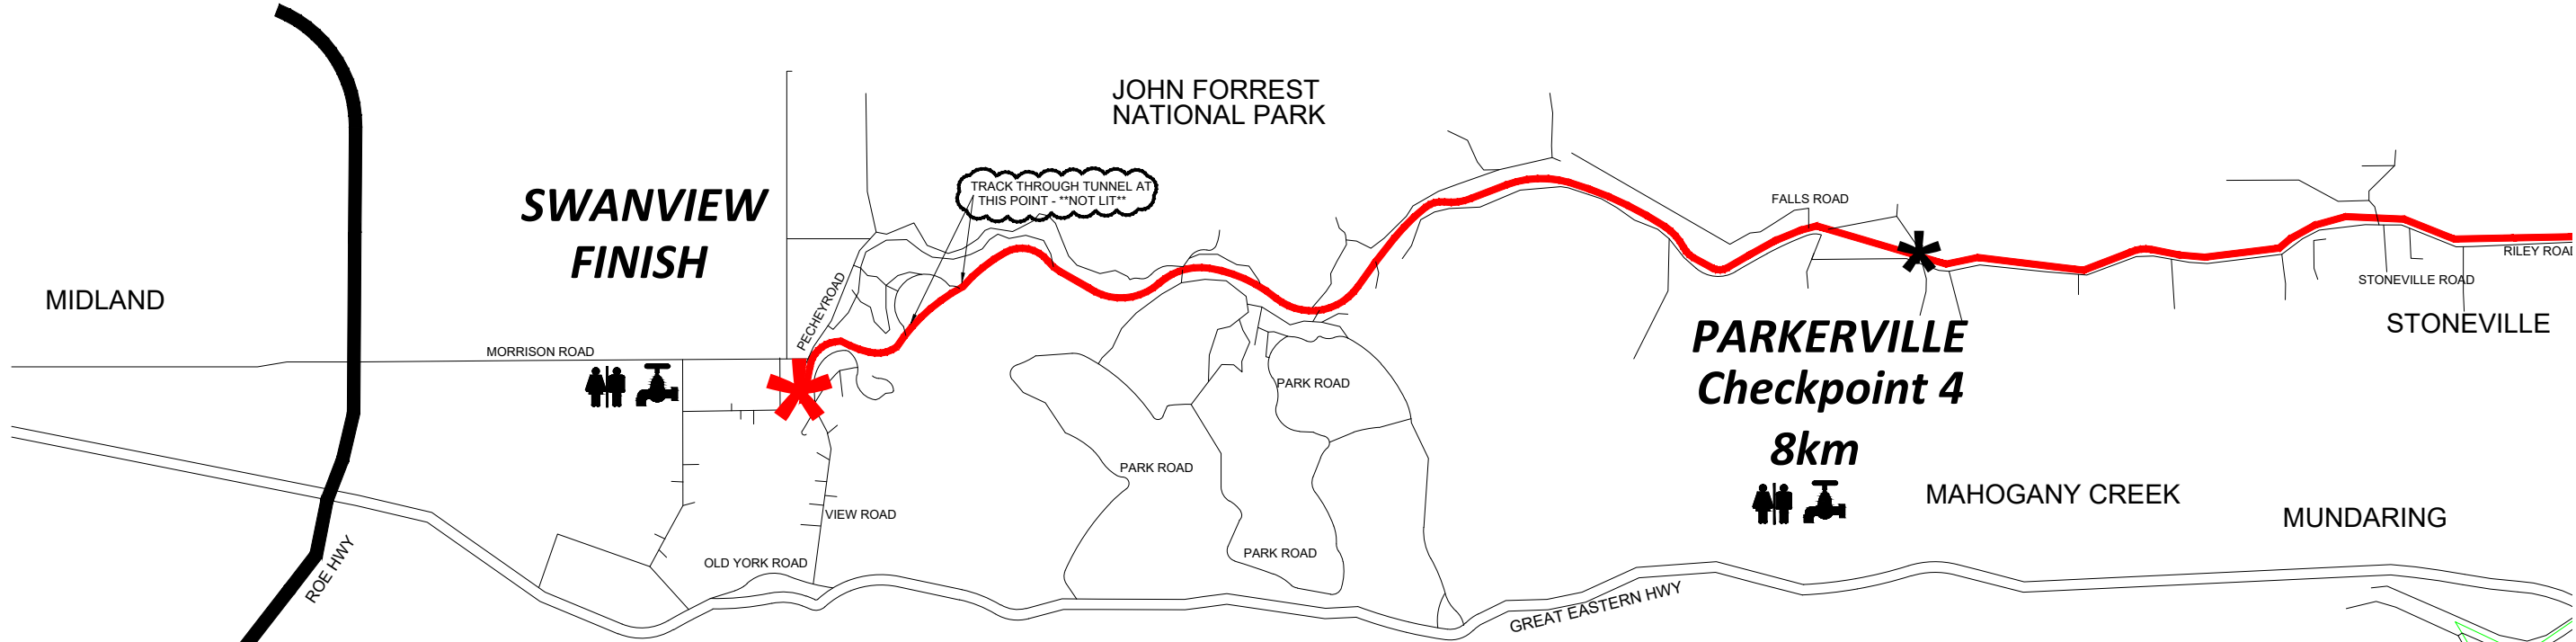 JOHN FORREST
NATIONAL PARK
TRACK THROUGH TUNNEL AT
THIS POINT - **NOT LIT**
SWANVIEW
FINISH
FALLS ROAD
MIDLAND
PECHEYROAD
RILEY ROAD
STONEVILLE ROAD
STONEVILLE
MORRISON ROAD
PARKERVILLE
Checkpoint 4
8km
PARK ROAD
PARK ROAD
PARK ROAD
MAHOGANY CREEK
MUNDARING
VIEW ROAD
OLD YORK ROAD
ROE HWY
GREAT EASTERN HWY